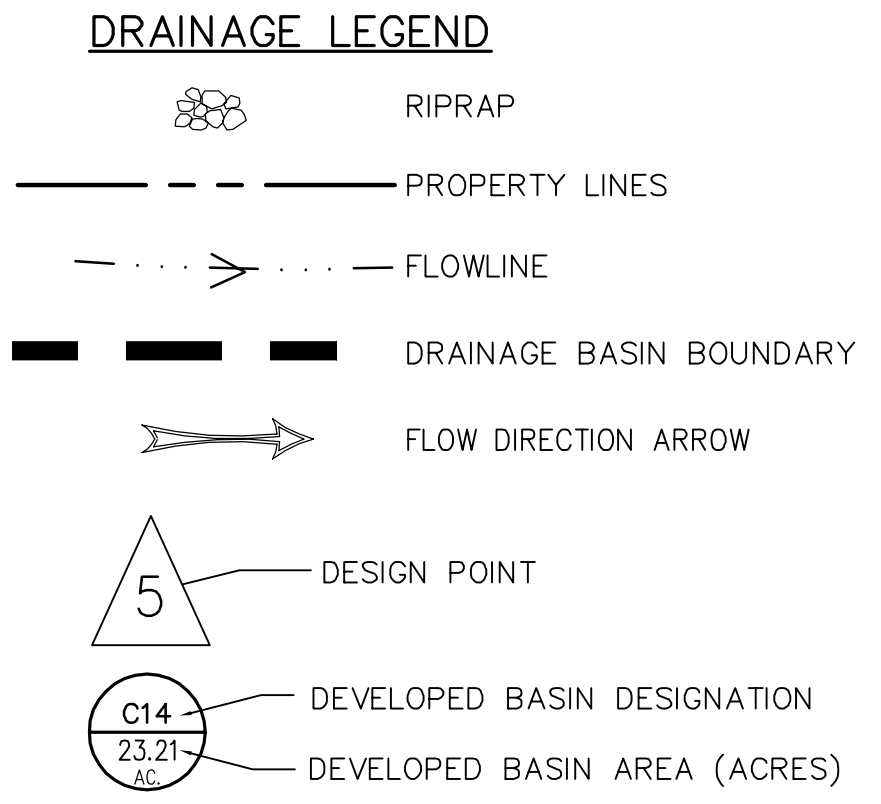 DRAINAGE LEGEND
RIPRAP
PROPERTY LINES
FLOWLINE
DRAINAGE BASIN BOUNDARY
FLOW DIRECTION ARROW
5
DESIGN POINT
C14
DEVELOPED BASIN DESIGNATION
23.21
AC.
DEVELOPED BASIN AREA (ACRES)